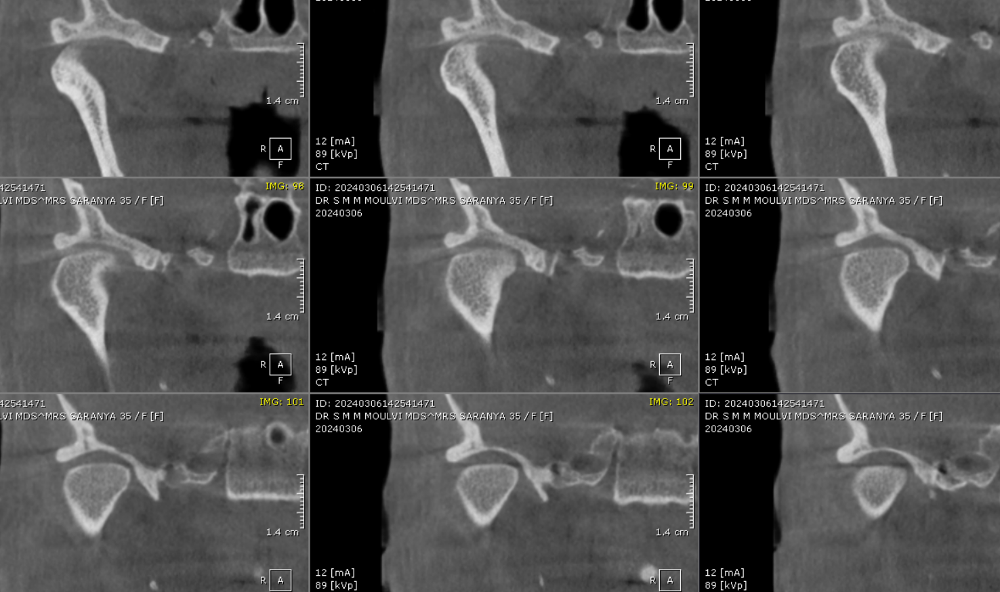 1.4 cm
R A
F
12 [mA]
89 [kVp]
CT
1.4 cm
R A
F
12 [mA]
89 [kVp]
CT
42541471
IMG: 98
LVI MDS^MRS SARANYA 35 / F [F]
1.4 cm
R A
F
ID: 20240306142541471
IMG: 99
DR S M M MOULVI MDS^MRS SARANYA 35 / F [F]
20240306
12 [mA]
89 [kVp]
CT
1.4 cm
R A
F
ID: 20240306142541471
DR S M M MOULVI MDS^MRS SARANYA 35 / F [F]
20240306
12 [mA]
89 [kVp]
CT
42541471
IMG: 101
LVI MDS^MRS SARANYA 35 / F [F]
1.4 cm
R A
ID: 20240306142541471
IMG: 102
DR S M M MOULVI MDS^MRS SARANYA 35 / F [F]
20240306
12 [mA]
89 [kVp]
1.4 cm
R A
ID: 20240306142541471
DR S M M MOULVI MDS^MRS SARANYA 35 / F [F]
20240306
12 [mA]
89 [kVp]